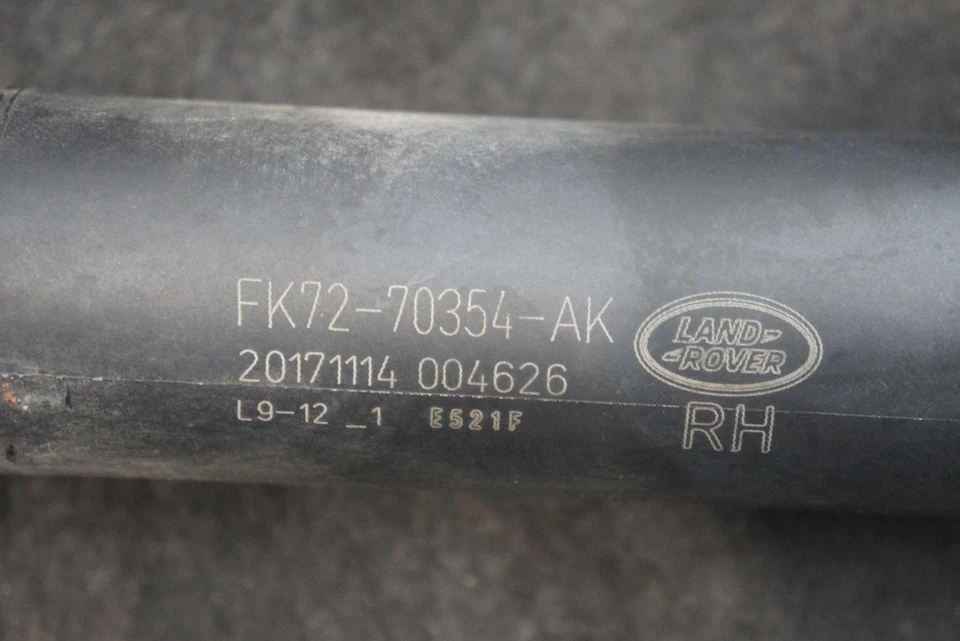 FK72-70354-AK
20171114 004626
L9-12 _1 E521F
LAND-
-ROVER
RH